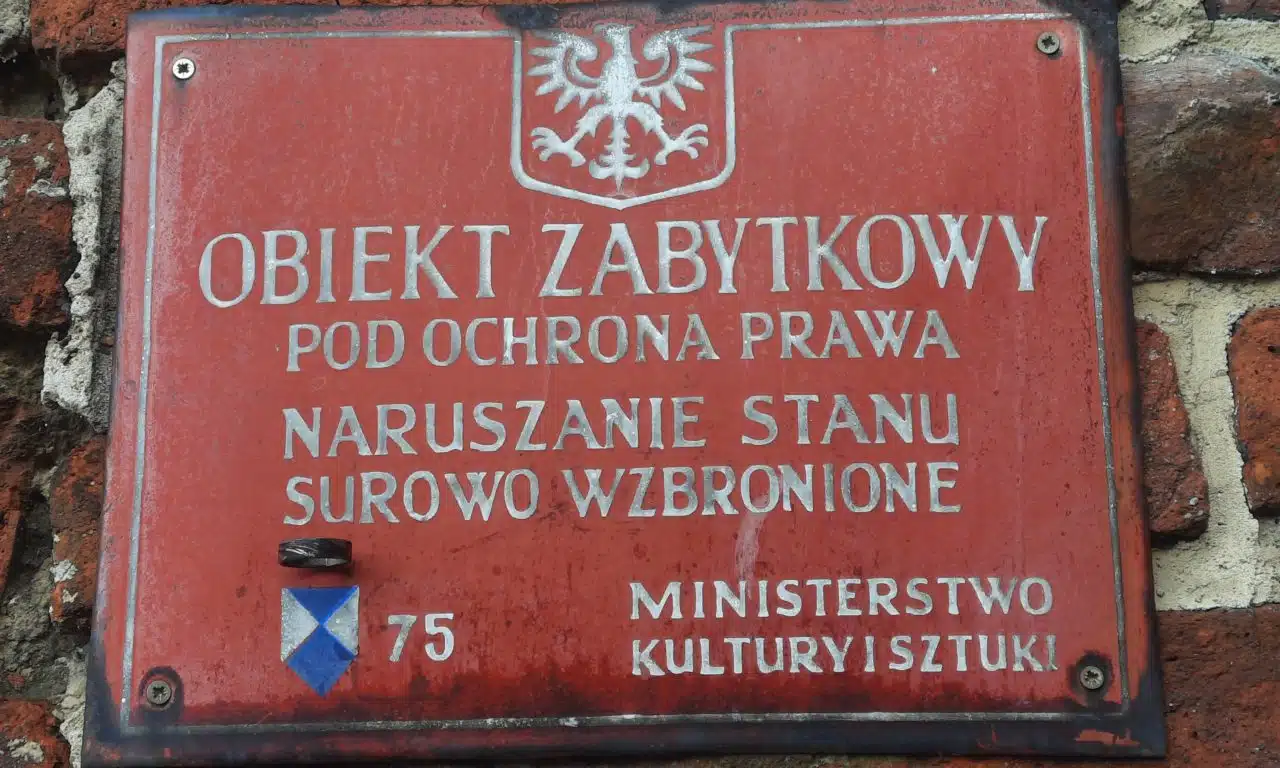 OBIEKT ZABYTKOWY
POD OCHRONA PRAWA
NARUSZANIE STANU
SUROWO WZBRONIONE
75
MINISTERSTWO
KULTURY I SZTUKI